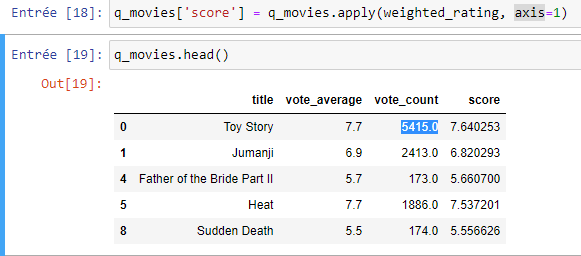 Entrée [18]: q_movies['score'] = q_movies.apply(weighted_rating, axis=1)
Entrée [19]: q_movies.head()
Out[19]:
title vote_average vote_count score
0 Toy Story 7.7 5415.0 7.640253
1 Jumanji 6.9 2413.0 6.820293
4 Father of the Bride Part II 5.7 173.0 5.660700
5 Heat 7.7 1886.0 7.537201
8 Sudden Death 5.5 174.0 5.556626